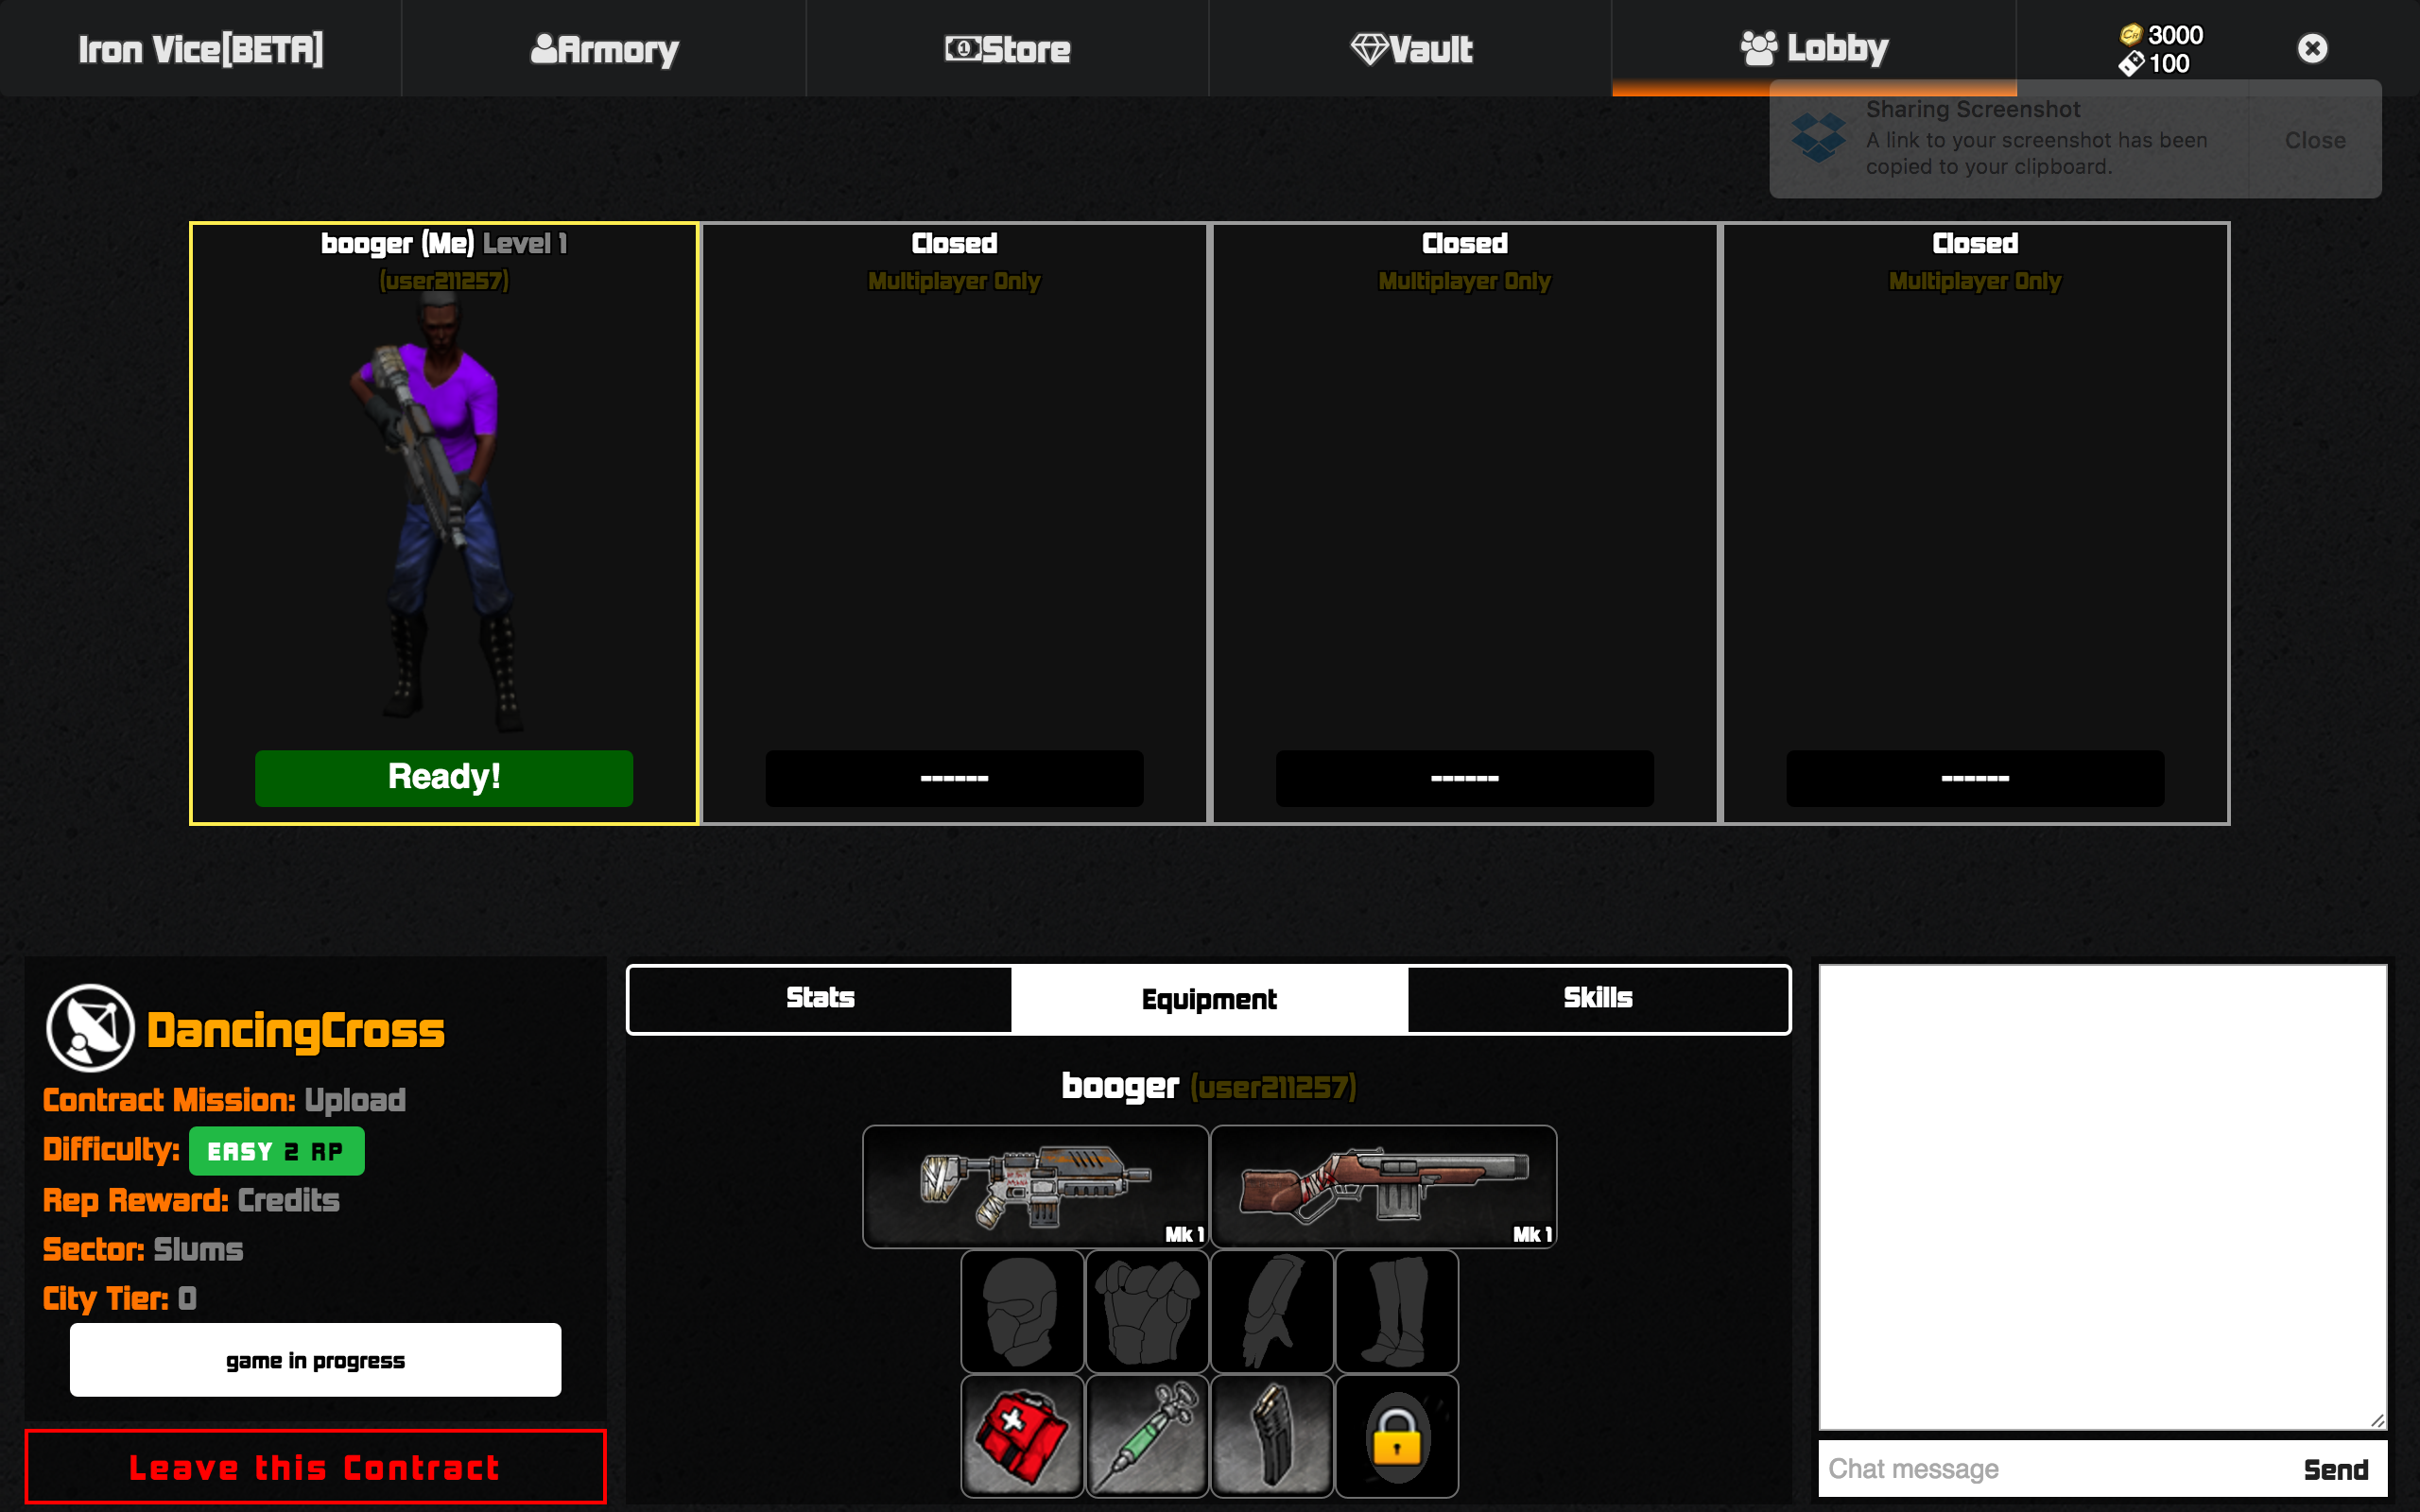 Iron Vice[BETA]
Armory
Store
Vault
Lobby
3000
100
Sharing Screenshot
A link to your screenshot has been
copied to your clipboard.
Close
booger (Me) Level 1
(user211257)
Ready!
Closed
Multiplayer Only
------
Closed
Multiplayer Only
------
Closed
Multiplayer Only
------
DancingCross
Contract Mission: Upload
Difficulty: EASY 2 RP
Rep Reward: Credits
Sector: Slums
City Tier: 0
game in progress
Leave this Contract
Stats
Equipment
Skills
booger (user211257)
Mk 1
Mk 1
Chat message
Send